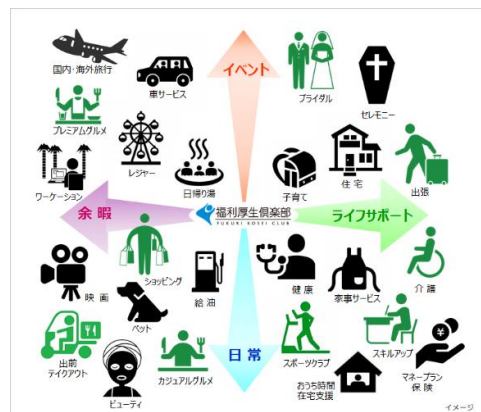 イベント
国内・海外旅行
車サービス
ブライダル
セレモニー
プレミアムグルメ
レジャー
日帰り湯
子育て
住宅
出張
ワーケーション
余暇
福利厚生倶楽部
FUKURI KOSEI CLUB
ライフサポート
映画
ショッピング
給油
健康
家事サービス
介護
ペット
出前
テイクアウト
ビューティ
カジュアルグルメ
日常
スポーツクラブ
おうち時間
在宅支援
スキルアップ
マネープラン
保険
¥
イメージ